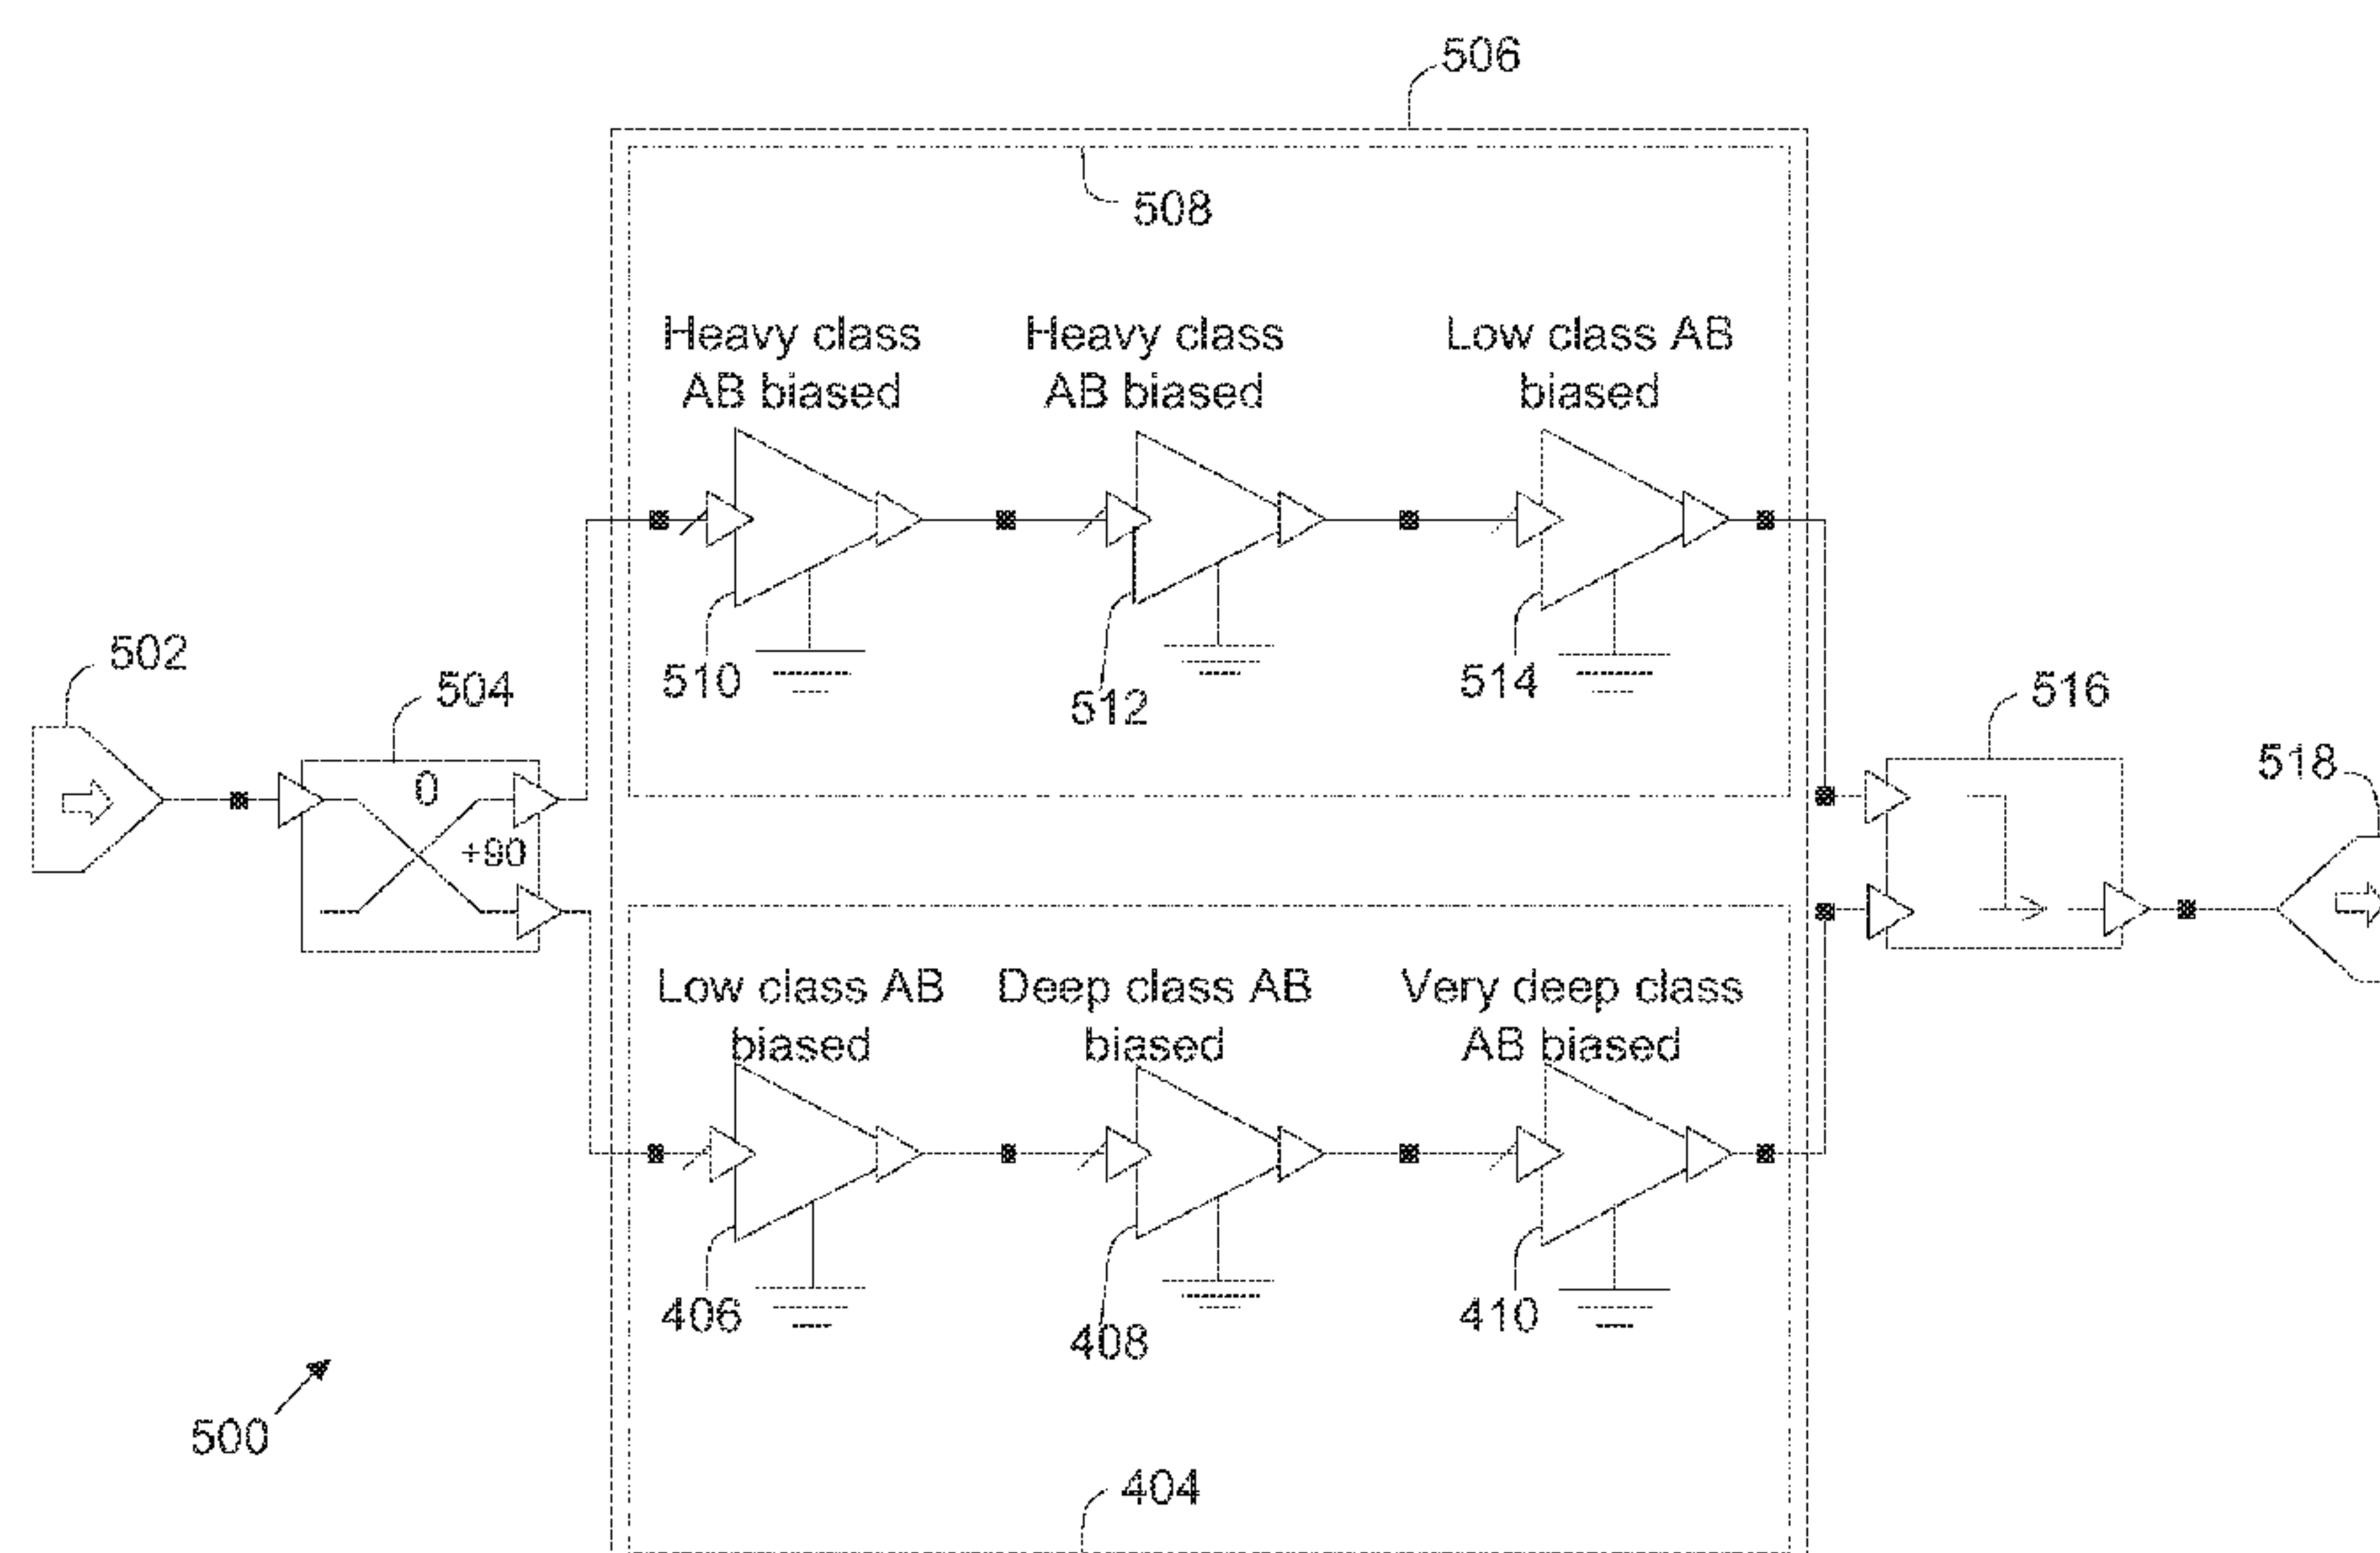 506
508
Heavy class
AB biased
Heavy class
AB biased
Low class AB
biased
510
512
514
502
504
0
+90
516
518
Low class AB
biased
Deep class AB
biased
Very deep class
AB biased
406
408
410
500
404